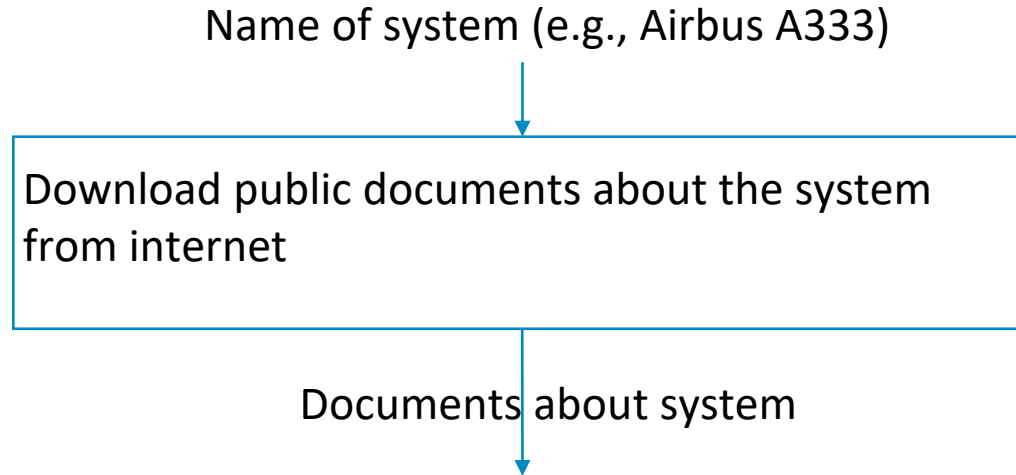 Name of system (e.g., Airbus A333)
Download public documents about the system
from internet
Documents about system